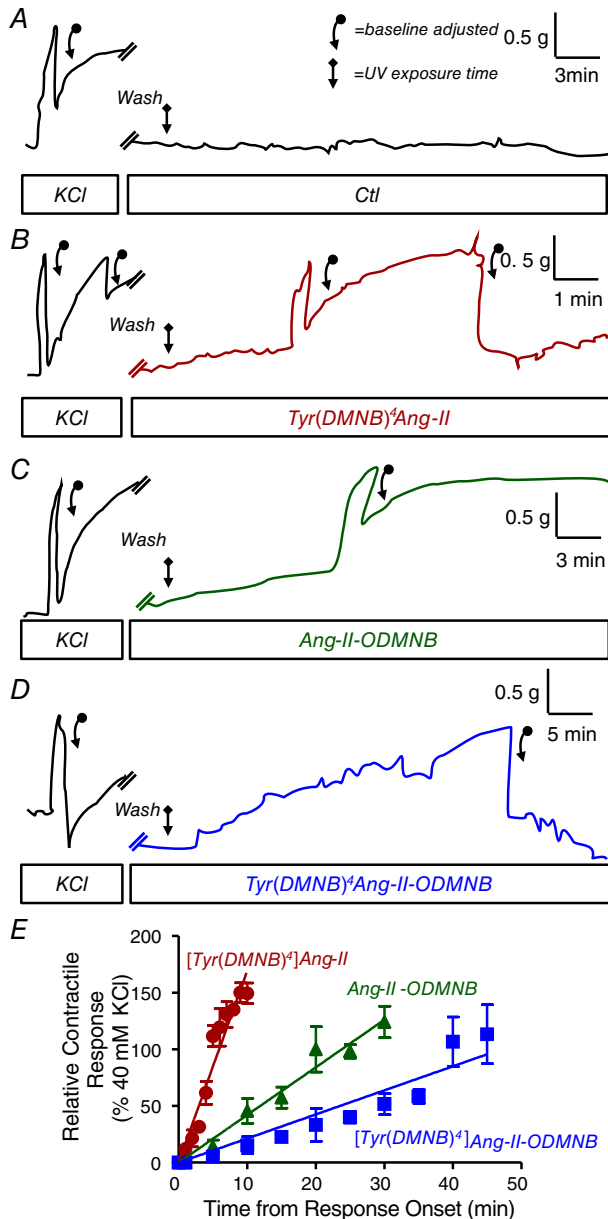 A
=baseline adjusted
0.5 g
3min
=UV exposure time
Wash
KCl
Ctl
B
0. 5 g
1 min
Wash
KCl
Tyr(DMNB)⁴Ang-II
C
Wash
0.5 g
3 min
KCl
Ang-II-ODMNB
D
0.5 g
5 min
Wash
KCl
Tyr(DMNB)⁴Ang-II-ODMNB
E
Relative Contractile
Response
(% 40 mM KCl)
200
150
100
50
0
[Tyr(DMNB)⁴]Ang-II
Ang-II -ODMNB
[Tyr(DMNB)⁴]Ang-II-ODMNB
0 10 20 30 40 50
Time from Response Onset (min)